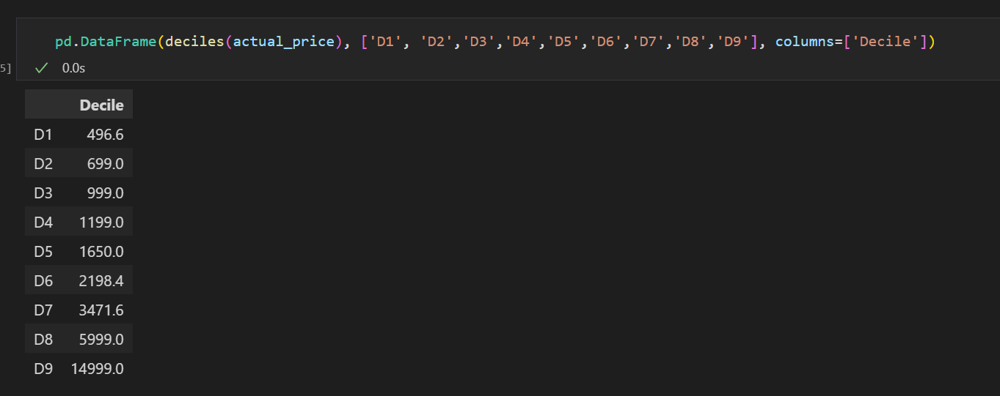 pd.DataFrame(deciles(actual_price), ['D1', 'D2','D3','D4','D5','D6','D7','D8','D9'], columns=['Decile'])
5] 0.0s
Decile
D1 496.6
D2 699.0
D3 999.0
D4 1199.0
D5 1650.0
D6 2198.4
D7 3471.6
D8 5999.0
D9 14999.0